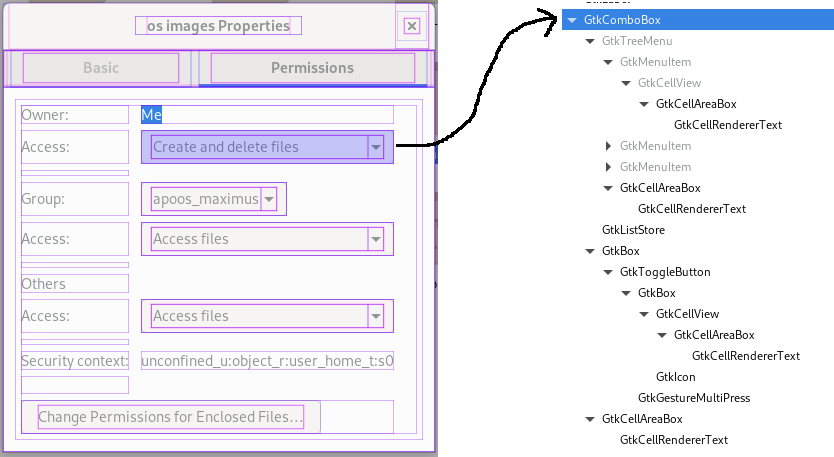 os images Properties
Basic
Permissions
Owner:
Me
Access:
Create and delete files
Group:
apoos_maximus
Access:
Access files
Others
Access:
Access files
Security context:
unconfined_u:object_r:user_home_t:s0
Change Permissions for Enclosed Files...
GtkComboBox
GtkTreeMenu
GtkMenuItem
GtkCellView
GtkCellAreaBox
GtkCellRendererText
GtkMenuItem
GtkMenuItem
GtkCellAreaBox
GtkCellRendererText
GtkListStore
GtkBox
GtkToggleButton
GtkBox
GtkCellView
GtkCellAreaBox
GtkCellRendererText
GtkIcon
GtkGestureMultiPress
GtkCellAreaBox
GtkCellRendererText